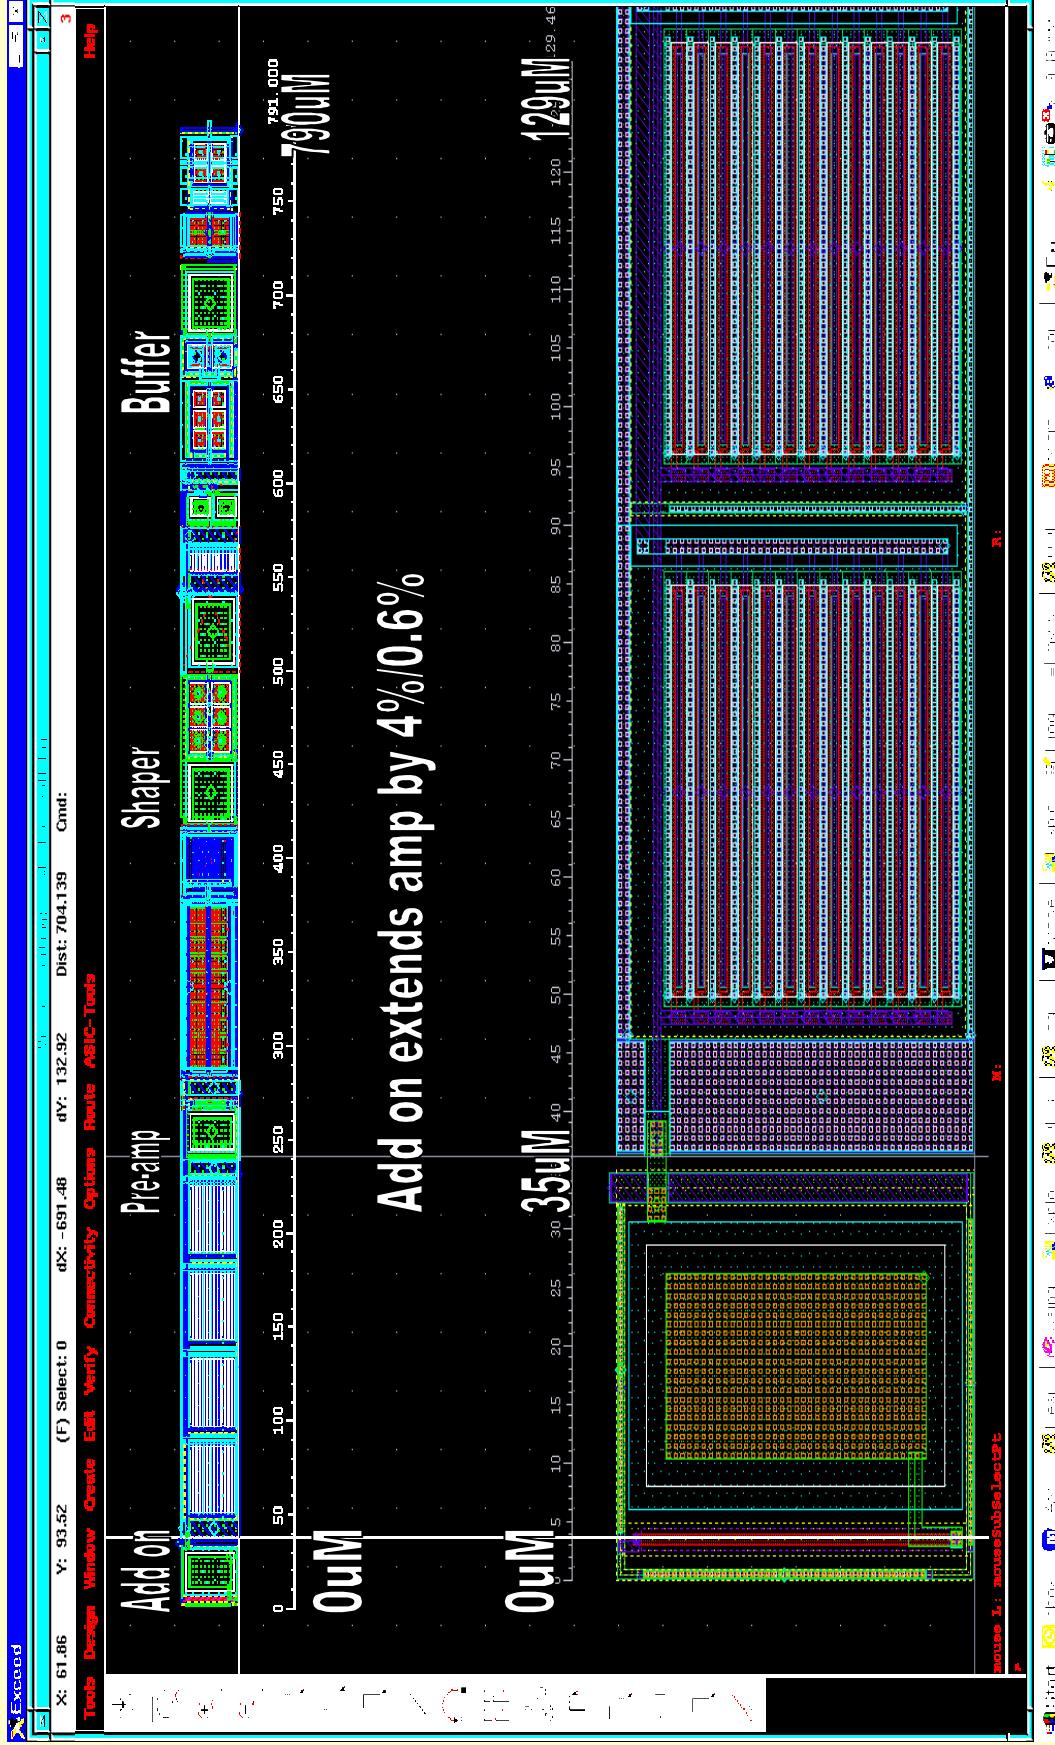 Exceed
X: 61.86 Y: 93.52 (F) Select: 0 dX: -691.48 dY: 132.92 Dist: 704.139 Cmd: 3
Tools Design Window Create Edit Verify Connectivity Options Route ASIC-Tools Help
Add on Pre-amp Shaper Buffer
0 50 100 150 200 250 300 350 400 450 500 550 600 650 700 750 791.000
0uM 790uM
Add on extends amp by 4%/0.6%
0uM 35uM 129uM
5 10 15 20 25 30 40 45 50 55 60 65 70 75 80 85 90 95 100 105 110 115 120 129.46
mouse L: mouseSubSelectPt M: R: